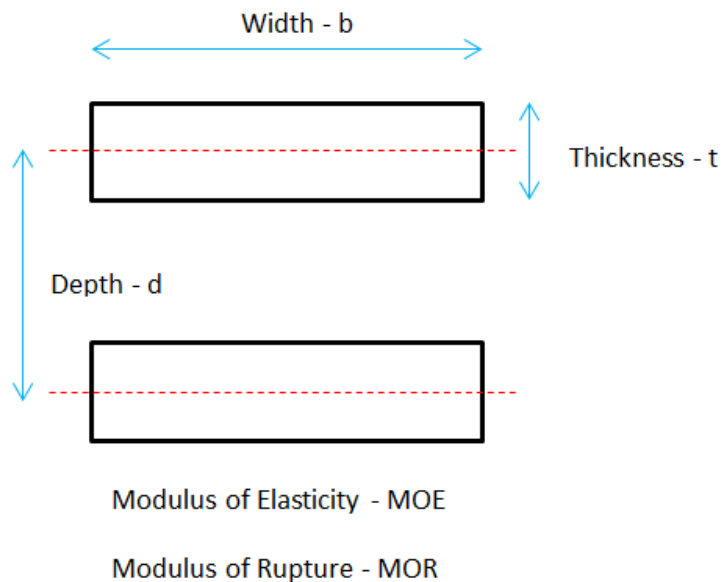 Width - b
Thickness - t
Depth - d
Modulus of Elasticity - MOE
Modulus of Rupture - MOR